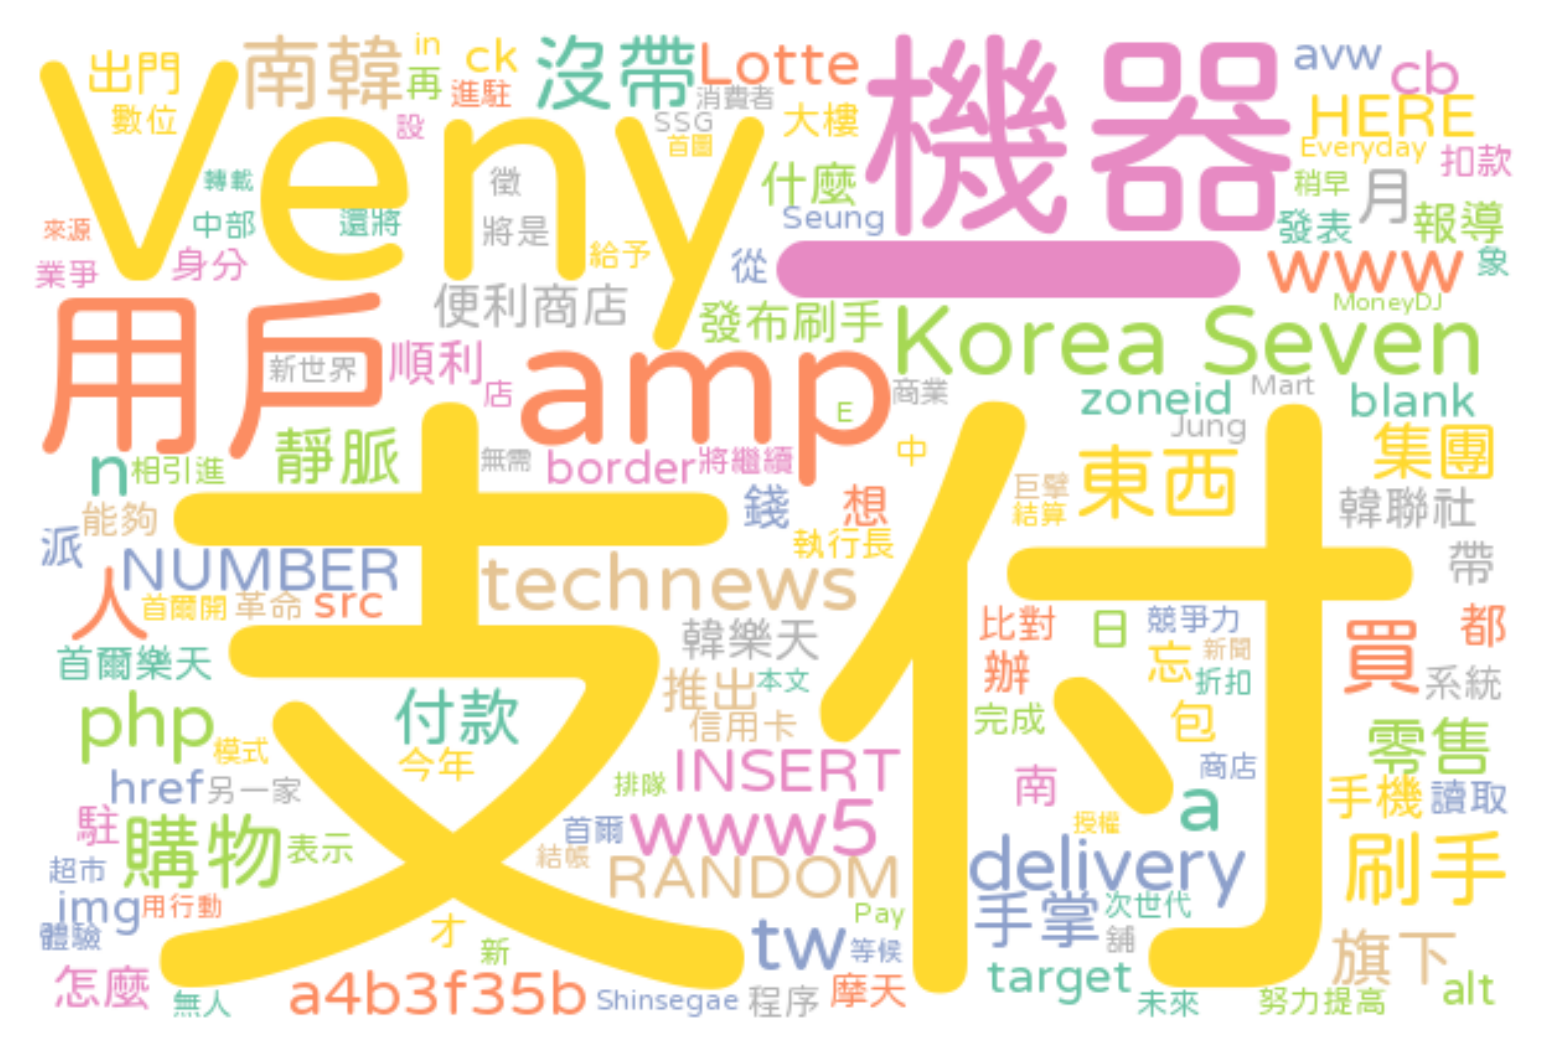 出門
南韓
in
再
ck
進駐
沒帶
Lotte
消費者
機器
avw
cb
數位
Veny
設
SSG
首圖
大樓
HERE
Everyday
扣款
轉載
徵
什麼
稍早
月
來源
中部
還將
將是
Seung
發表
報導
業爭
身分
給予
從
一
www
象
用戶
便利商店
發布刷手
MoneyDJ
Korea Seven
新世界
順利
店
amp
商業
zoneid
Mart
blank
E
Jung
n
相引進
靜脈
無需
border
將繼續
中
東西
集團
支付
能夠
錢
想
巨擘
結算
韓聯社
派
執行長
帶
NUMBER
technews
人
首爾開
革命
src
韓樂天
比對
日
競爭力
買
都
首爾樂天
推出
本文
辦
忘
新聞
折扣
系統
php
付款
信用卡
完成
包
零售
模式
今年
INSERT
商店
href
另一家
排隊
南
手機
讀取
駐
購物
表示
首爾
www5
授權
a
刷手
超市
結帳
RANDOM
delivery
img
用行動
Pay
手掌
次世代
體驗
才
新
tw
等候
舖
旗下
怎麼
無人
a4b3f35b
Shinsegae
程序
摩天
target
未來
努力提高
alt